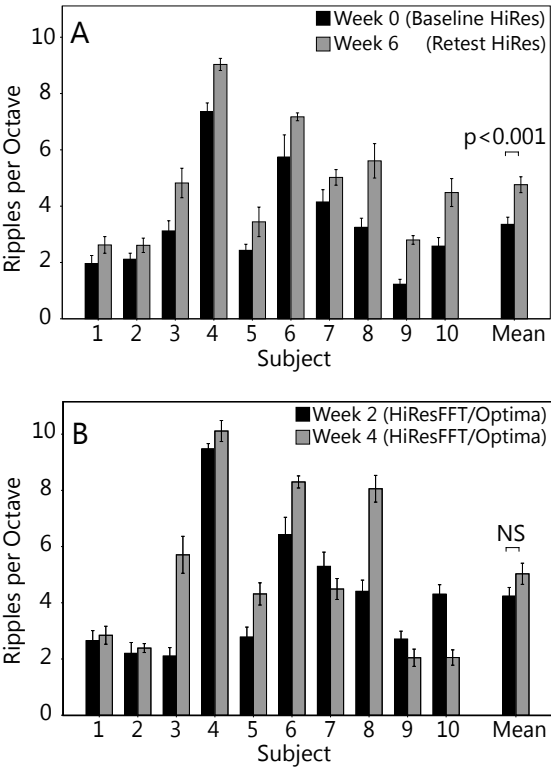 A
Week 0 (Baseline HiRes)
Week 6 (Retest HiRes)
Ripples per Octave
10
8
6
4
2
0
p<0.001
1 2 3 4 5 6 7 8 9 10 Mean
Subject
B
Week 2 (HiResFFT/Optima)
Week 4 (HiResFFT/Optima)
Ripples per Octave
10
8
6
4
2
0
NS
1 2 3 4 5 6 7 8 9 10 Mean
Subject